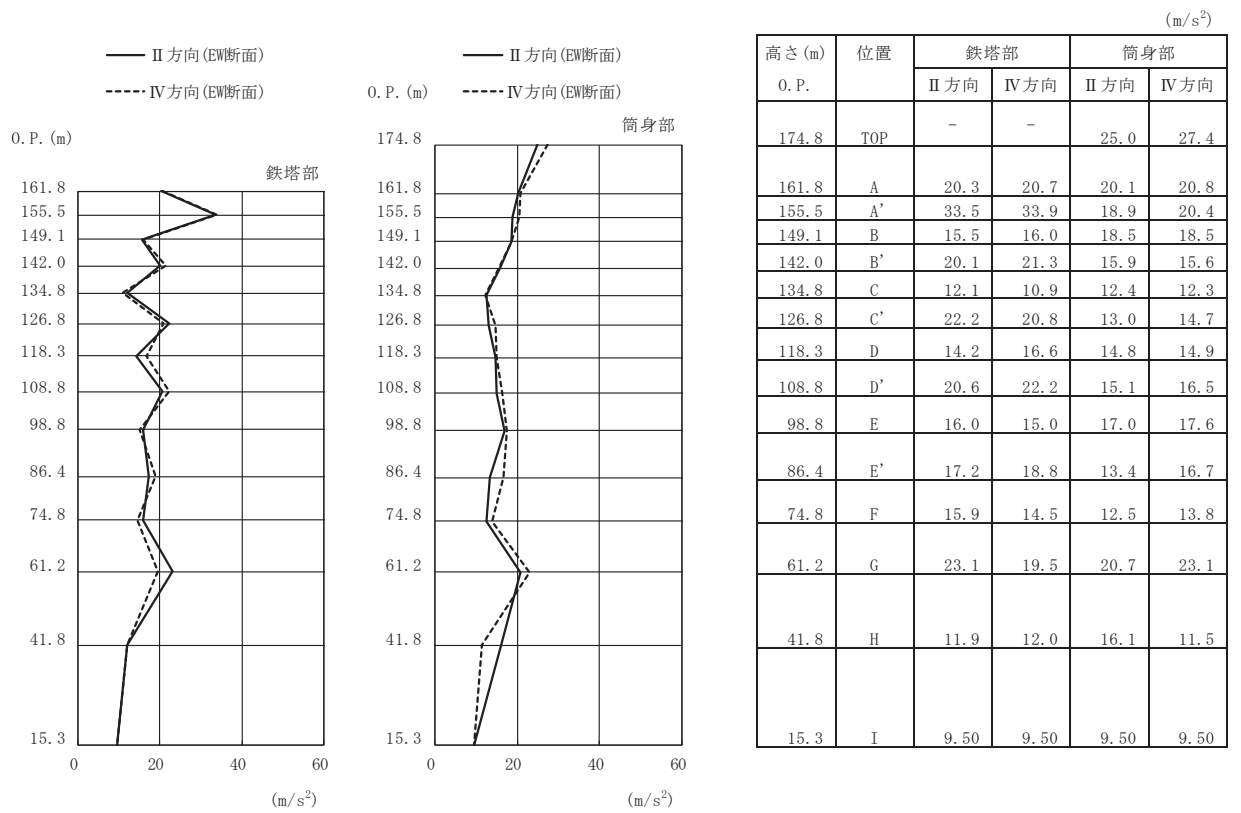 Ⅱ方向(EW断面)
Ⅳ方向(EW断面)
O.P.(m)
鉄塔部
161.8
155.5
149.1
142.0
134.8
126.8
118.3
108.8
98.8
86.4
74.8
61.2
41.8
15.3
0 20 40 60
(m/s²)
Ⅱ方向(EW断面)
O.P.(m) Ⅳ方向(EW断面)
筒身部
174.8
161.8
155.5
149.1
142.0
134.8
126.8
118.3
108.8
98.8
86.4
74.8
61.2
41.8
15.3
0 20 40 60
(m/s²)
(m/s²)
高さ(m) 位置 鉄塔部 筒身部
O.P. Ⅱ方向 Ⅳ方向 Ⅱ方向 Ⅳ方向
174.8 TOP － － 25.0 27.4
161.8 A 20.3 20.7 20.1 20.8
155.5 A' 33.5 33.9 18.9 20.4
149.1 B 15.5 16.0 18.5 18.5
142.0 B' 20.1 21.3 15.9 15.6
134.8 C 12.1 10.9 12.4 12.3
126.8 C' 22.2 20.8 13.0 14.7
118.3 D 14.2 16.6 14.8 14.9
108.8 D' 20.6 22.2 15.1 16.5
98.8 E 16.0 15.0 17.0 17.6
86.4 E' 17.2 18.8 13.4 16.7
74.8 F 15.9 14.5 12.5 13.8
61.2 G 23.1 19.5 20.7 23.1
41.8 H 11.9 12.0 16.1 11.5
15.3 I 9.50 9.50 9.50 9.50